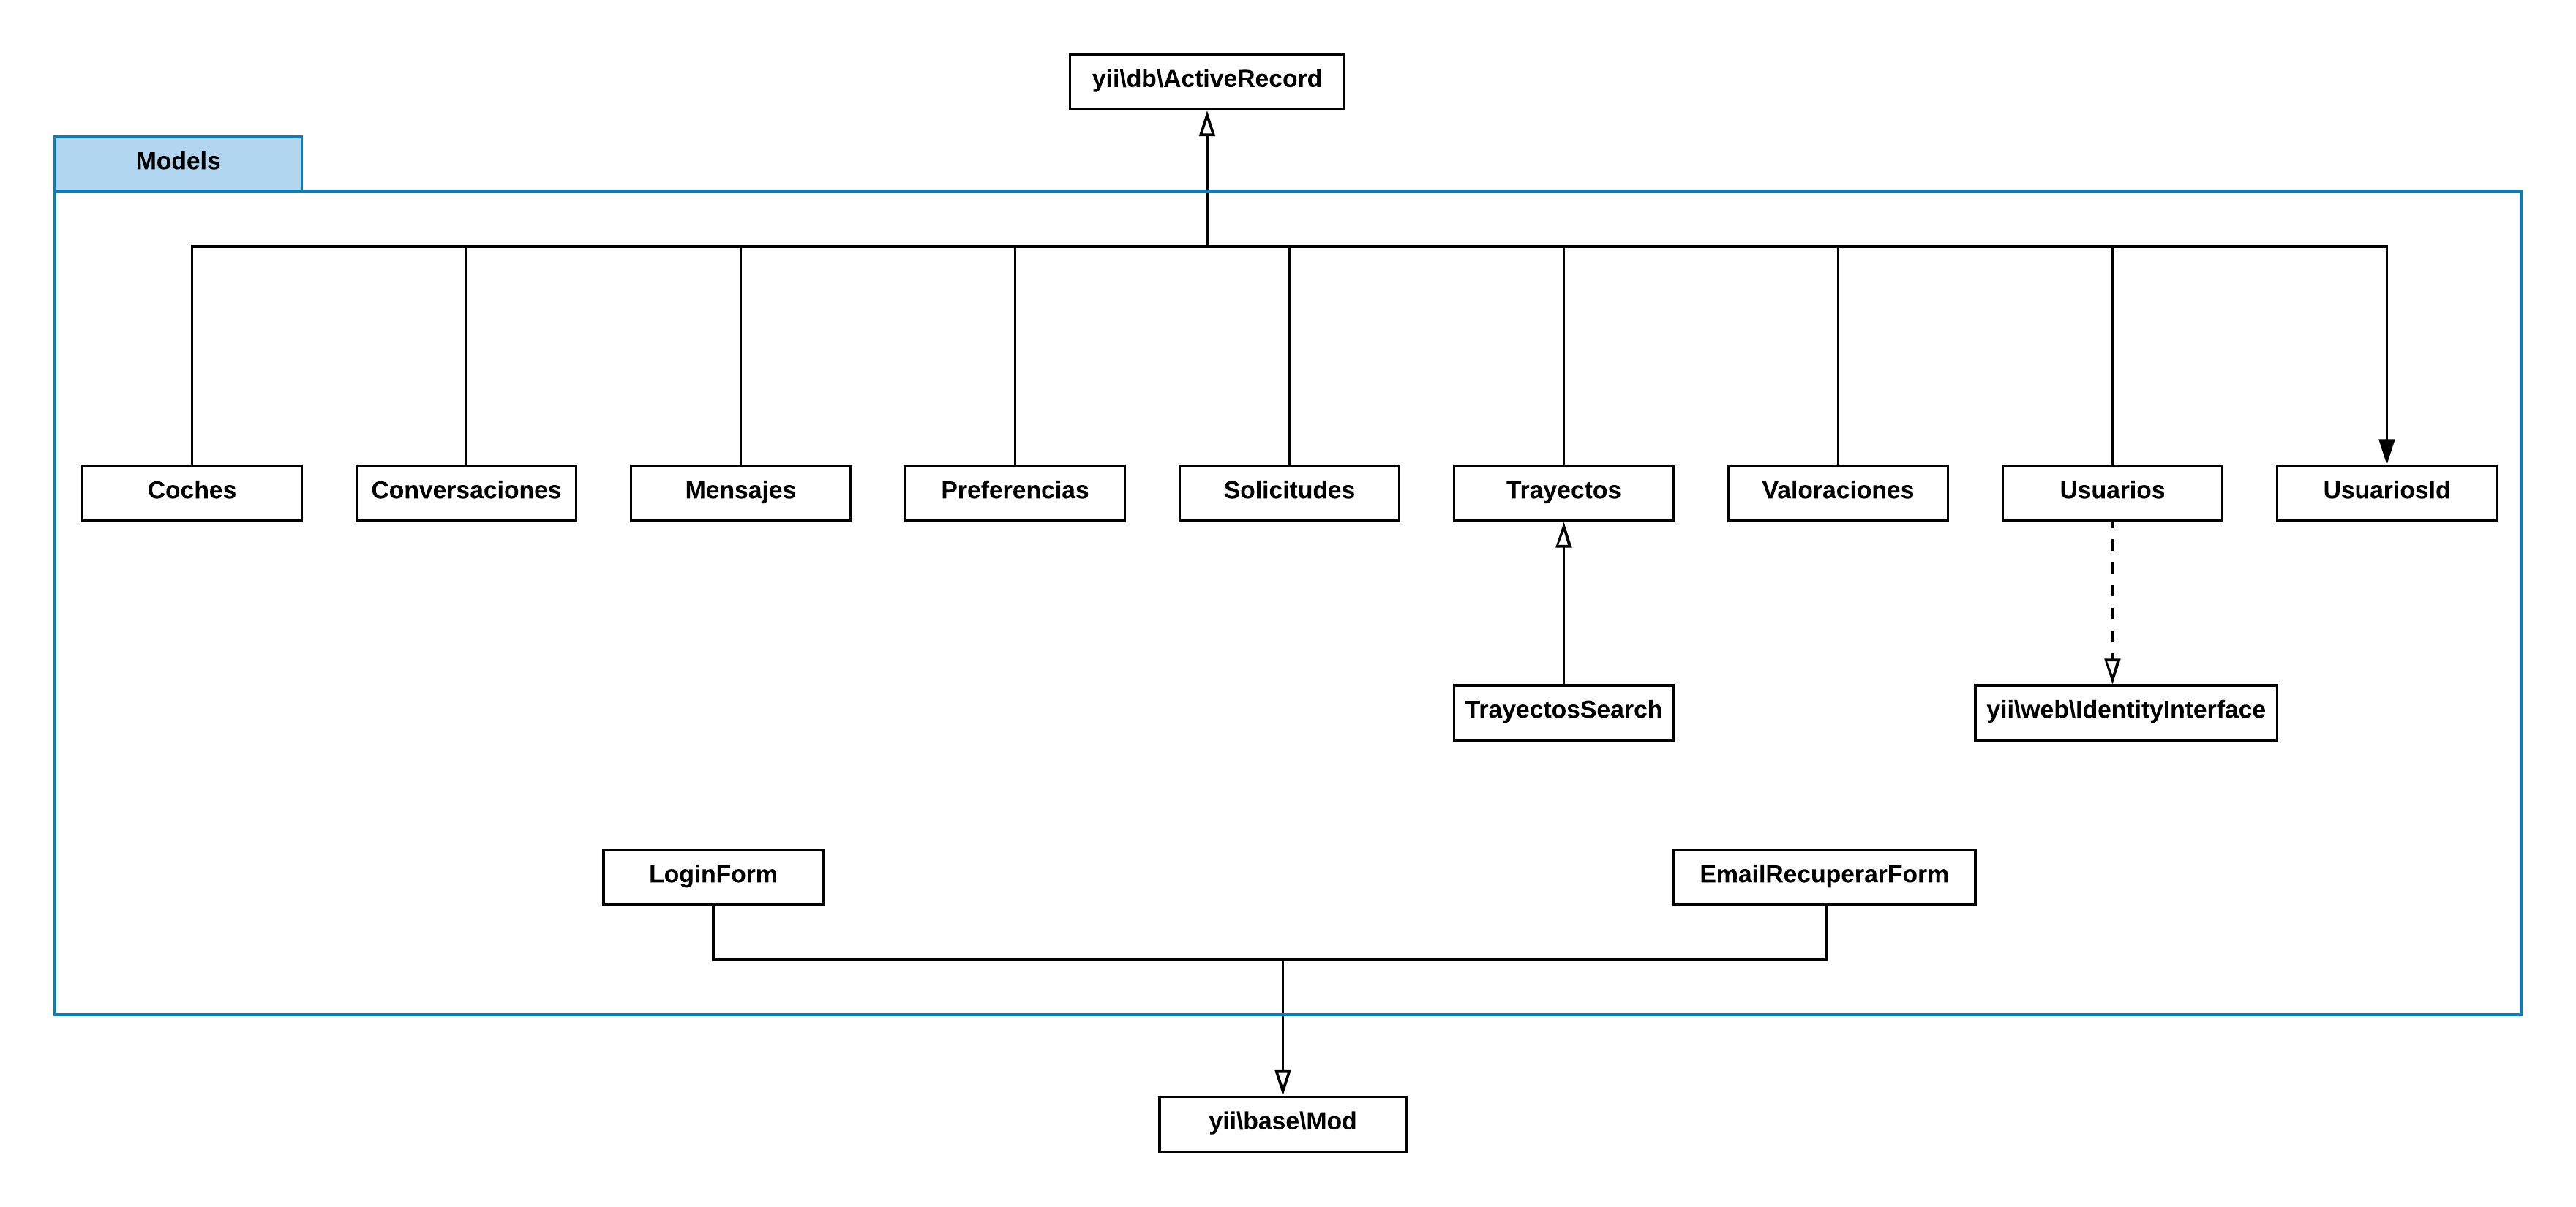 yii\db\ActiveRecord
Models
Coches
Conversaciones
Mensajes
Preferencias
Solicitudes
Trayectos
Valoraciones
Usuarios
UsuariosId
TrayectosSearch
yii\web\IdentityInterface
LoginForm
EmailRecuperarForm
yii\base\Mod